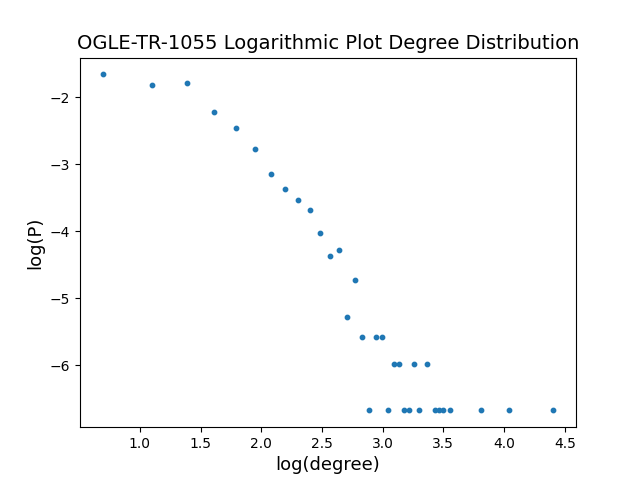 OGLE-TR-1055 Logarithmic Plot Degree Distribution
log(P)
−2
−3
−4
−5
−6
1.0 1.5 2.0 2.5 3.0 3.5 4.0 4.5
log(degree)